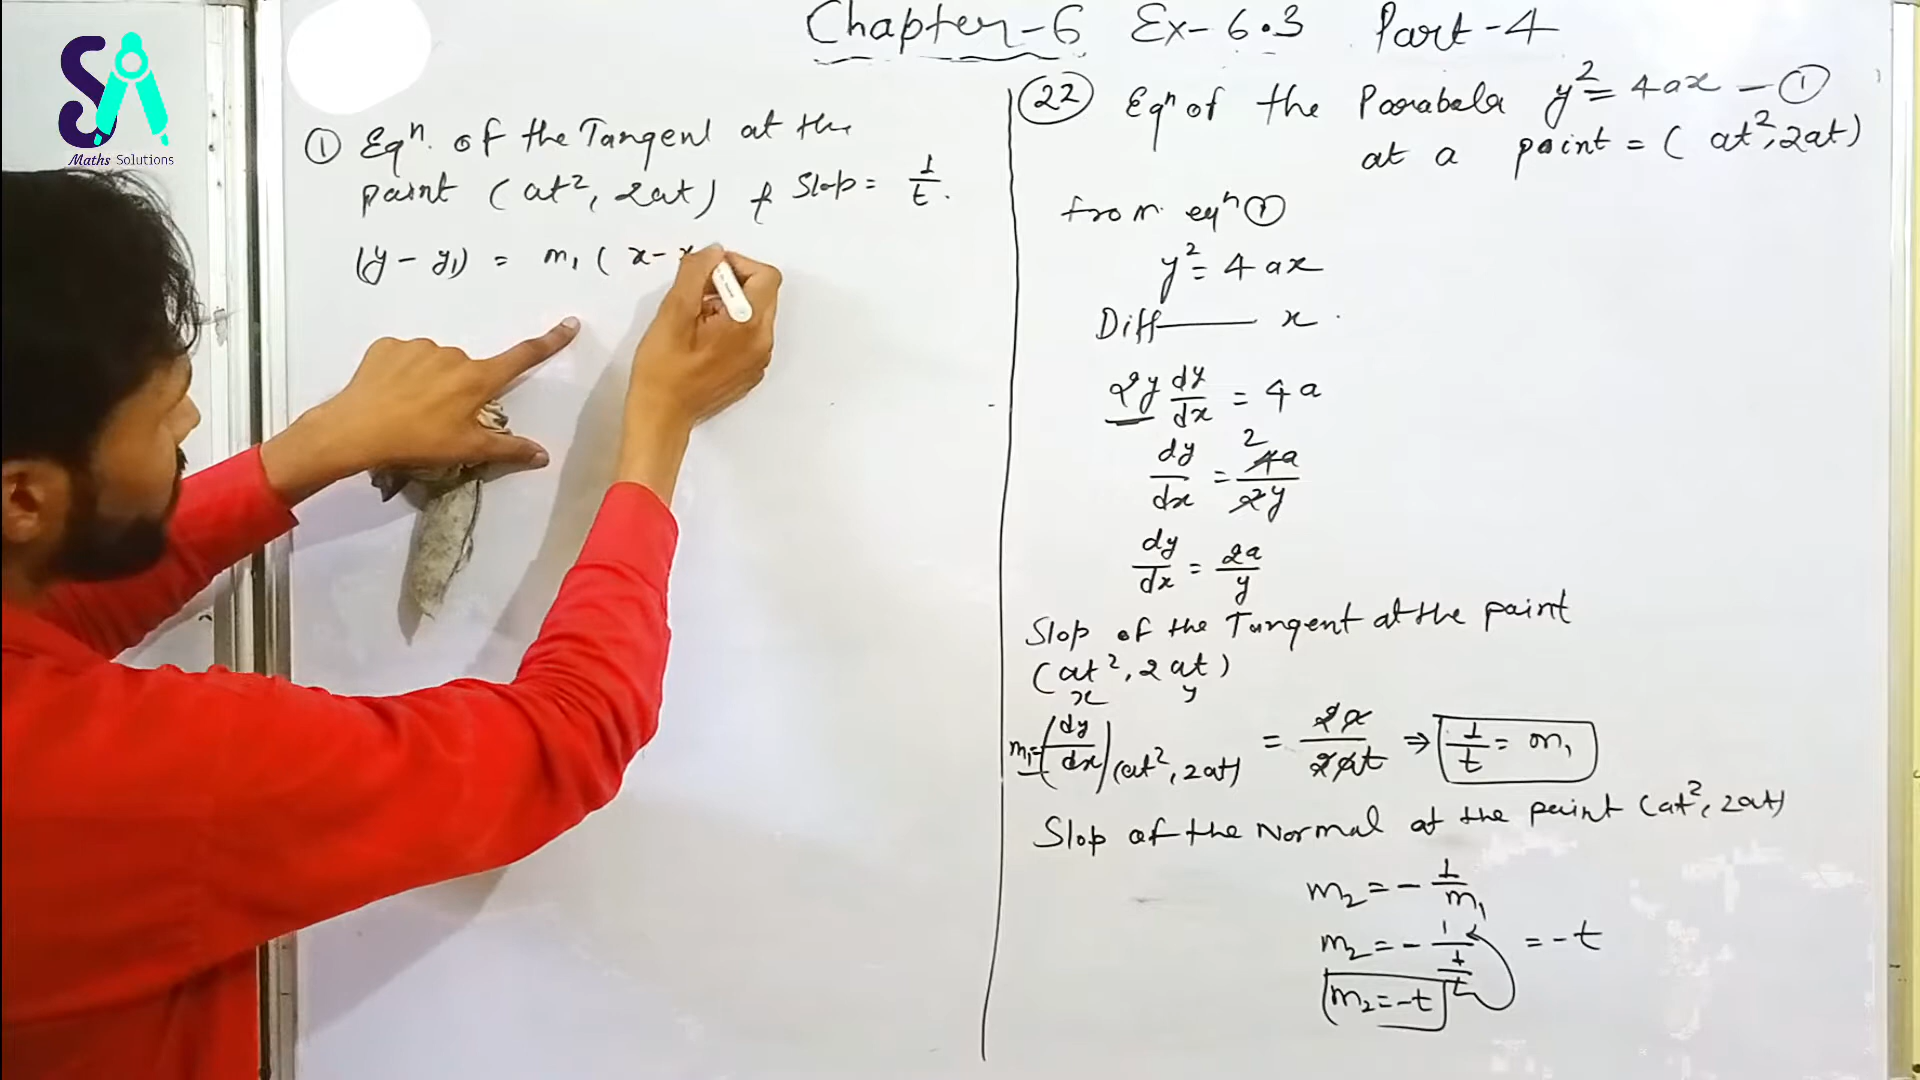 SA
Maths Solutions
Chapter-6 Ex-6.3 Part-4
① Eqⁿ. of the Tangent at the
paint (at², 2at) & Slop = 1/t.
(y - y₁) = m₁ (x - x
㉒ Eqⁿ of the Parabola y² = 4ax - ①
at a point = (at², 2at)
from eqⁿ ①
y² = 4ax
Diff —— x.
2y dy/dx = 4a
dy/dx = 4a/2y 2
dy/dx = 2a/y
Slop of the Tangent at the paint
(at², 2at)
x y
m₁ = (dy/dx)(at², 2at) = 2a/2at ⇒ 1/t = m₁
Slop of the Normal at the paint (at², 2at)
m₂ = - 1/m₁
m₂ = - 1/(1/t) = -t
m₂ = -t